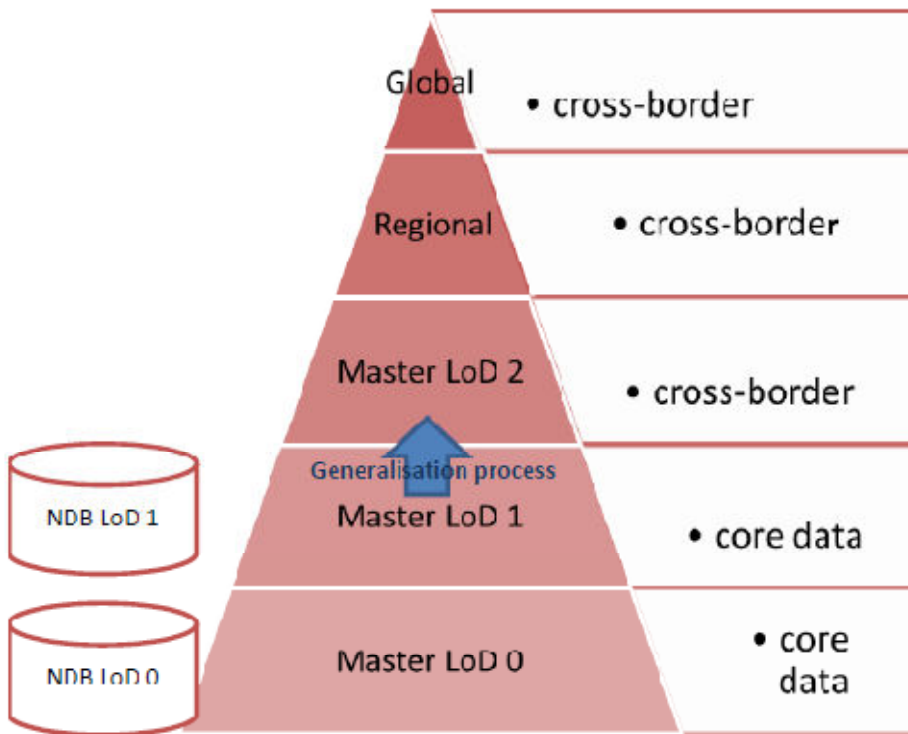 Global
• cross-border
Regional
• cross-border
Master LoD 2
• cross-border
Generalisation process
NDB LoD 1
Master LoD 1
• core data
NDB LoD 0
Master LoD 0
• core
data